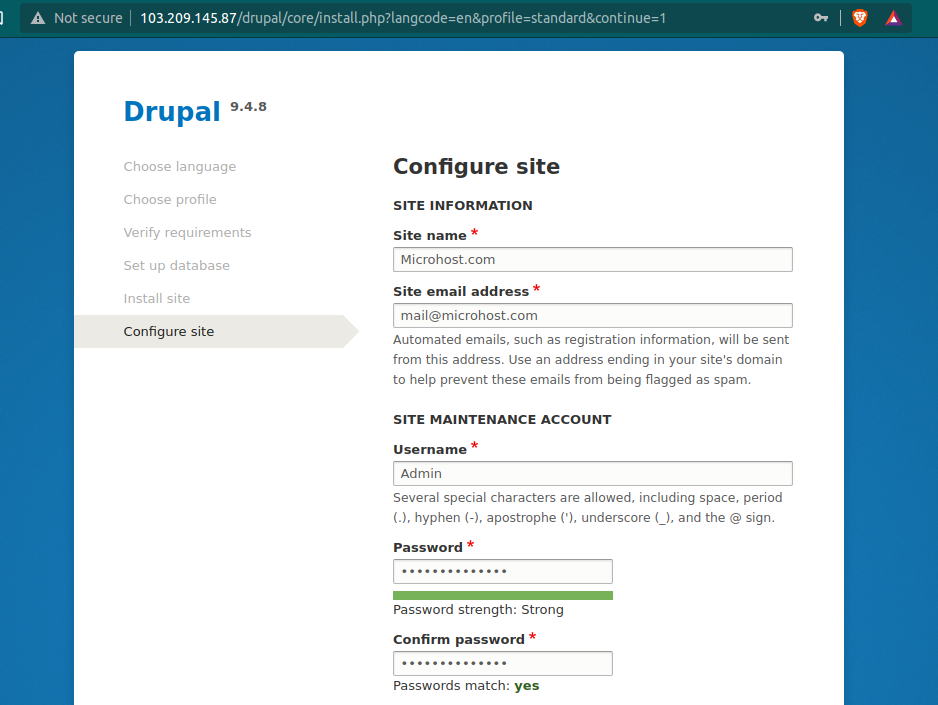 Not secure 103.209.145.87/drupal/core/install.php?langcode=en&profile=standard&continue=1
Drupal 9.4.8
Choose language
Choose profile
Verify requirements
Set up database
Install site
Configure site
Configure site
SITE INFORMATION
Site name *
Microhost.com
Site email address *
mail@microhost.com
Automated emails, such as registration information, will be sent
from this address. Use an address ending in your site's domain
to help prevent these emails from being flagged as spam.
SITE MAINTENANCE ACCOUNT
Username *
Admin
Several special characters are allowed, including space, period
(.), hyphen (-), apostrophe ('), underscore (_), and the @ sign.
Password *
••••••••••••••
Password strength: Strong
Confirm password *
••••••••••••••
Passwords match: yes